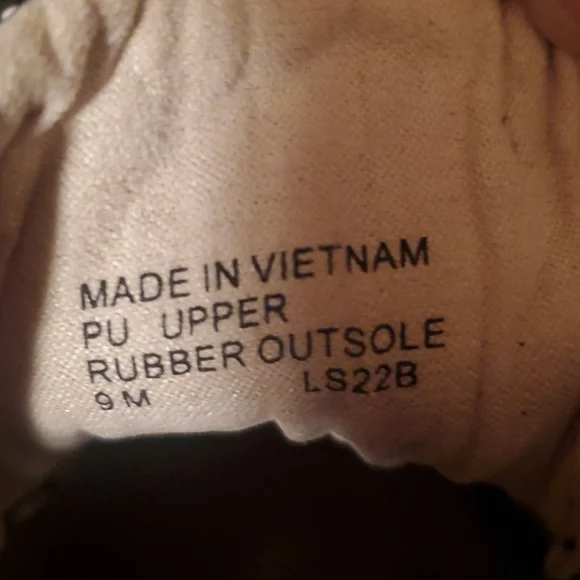 MADE IN VIETNAM
PU UPPER
RUBBER OUTSOLE
9 M LS22B